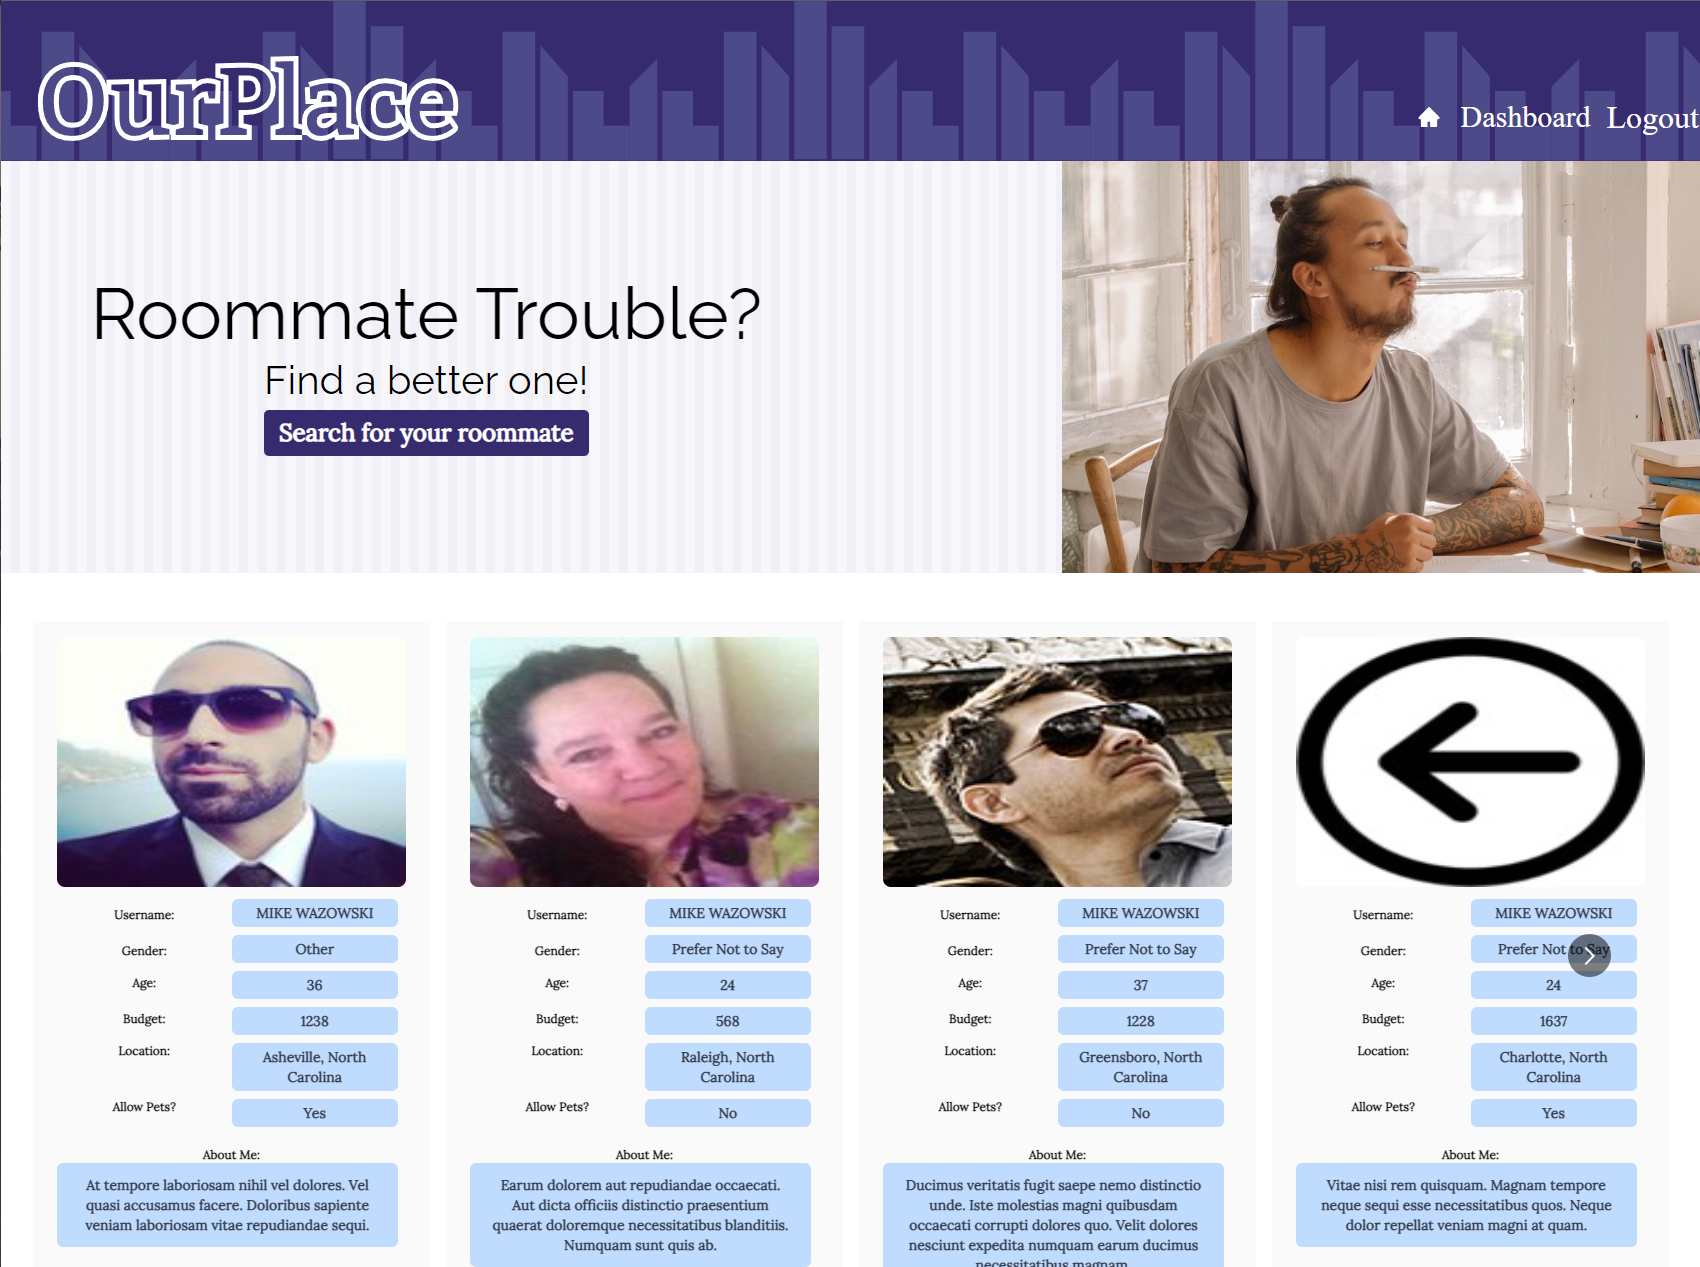 OurPlace
Dashboard Logout
Roommate Trouble?
Find a better one!
Search for your roommate
Username: MIKE WAZOWSKI
Gender: Other
Age: 36
Budget: 1238
Location: Asheville, North
Carolina
Allow Pets? Yes
About Me:
At tempore laboriosam nihil vel dolores. Vel
quasi accusamus facere. Doloribus sapiente
veniam laboriosam vitae repudiandae sequi.
Username: MIKE WAZOWSKI
Gender: Prefer Not to Say
Age: 24
Budget: 568
Location: Raleigh, North
Carolina
Allow Pets? No
About Me:
Earum dolorem aut repudiandae occaecati.
Aut dicta officiis distinctio praesentium
quaerat doloremque necessitatibus blanditiis.
Numquam sunt quis ab.
Username: MIKE WAZOWSKI
Gender: Prefer Not to Say
Age: 37
Budget: 1228
Location: Greensboro, North
Carolina
Allow Pets? No
About Me:
Ducimus veritatis fugit saepe nemo distinctio
unde. Iste molestias magni quibusdam
occaecati corrupti dolores quo. Velit dolores
nesciunt expedita numquam earum ducimus
necessitatibus magnam
Username: MIKE WAZOWSKI
Gender: Prefer Not to Say
Age: 24
Budget: 1637
Location: Charlotte, North
Carolina
Allow Pets? Yes
About Me:
Vitae nisi rem quisquam. Magnam tempore
neque sequi esse necessitatibus quos. Neque
dolor repellat veniam magni at quam.